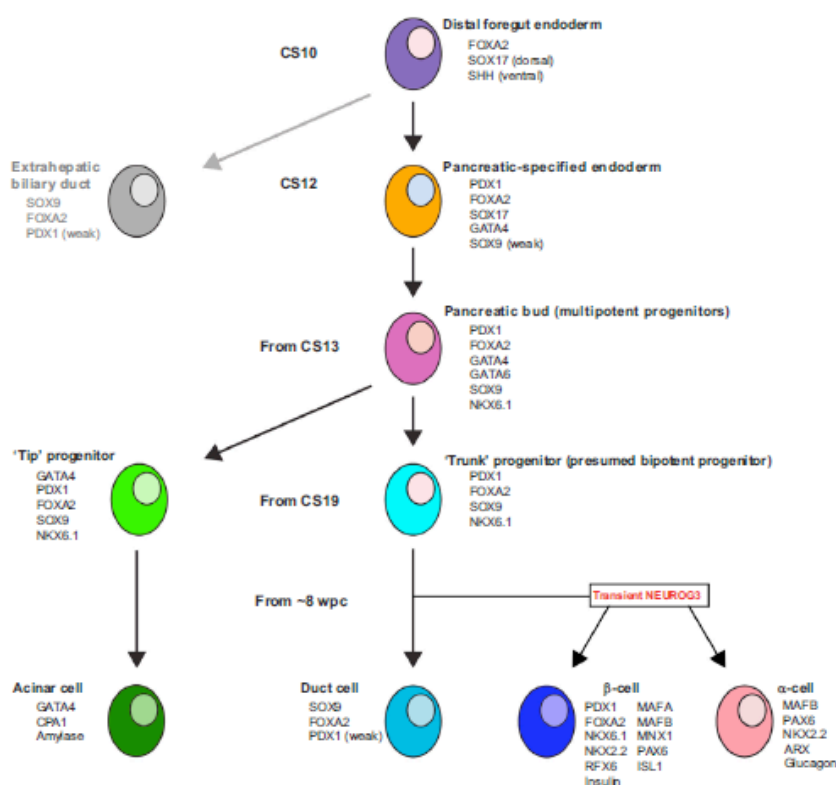 Distal foregut endoderm
FOXA2
SOX17 (dorsal)
SHH (ventral)
CS10
Extrahepatic
biliary duct
SOX9
FOXA2
PDX1 (weak)
CS12
Pancreatic-specified endoderm
PDX1
FOXA2
SOX17
GATA4
SOX9 (weak)
From CS13
Pancreatic bud (multipotent progenitors)
PDX1
FOXA2
GATA4
GATA6
SOX9
NKX6.1
'Tip' progenitor
GATA4
PDX1
FOXA2
SOX9
NKX6.1
From CS19
'Trunk' progenitor (presumed bipotent progenitor)
PDX1
FOXA2
SOX9
NKX6.1
From ~8 wpc
Transient NEUROG3
Acinar cell
GATA4
CPA1
Amylase
Duct cell
SOX9
FOXA2
PDX1 (weak)
β-cell
PDX1 MAFA
FOXA2 MAFB
NKX6.1 MNX1
NKX2.2 PAX6
RFX6 ISL1
Insulin
α-cell
MAFB
PAX6
NKX2.2
ARX
Glucagon